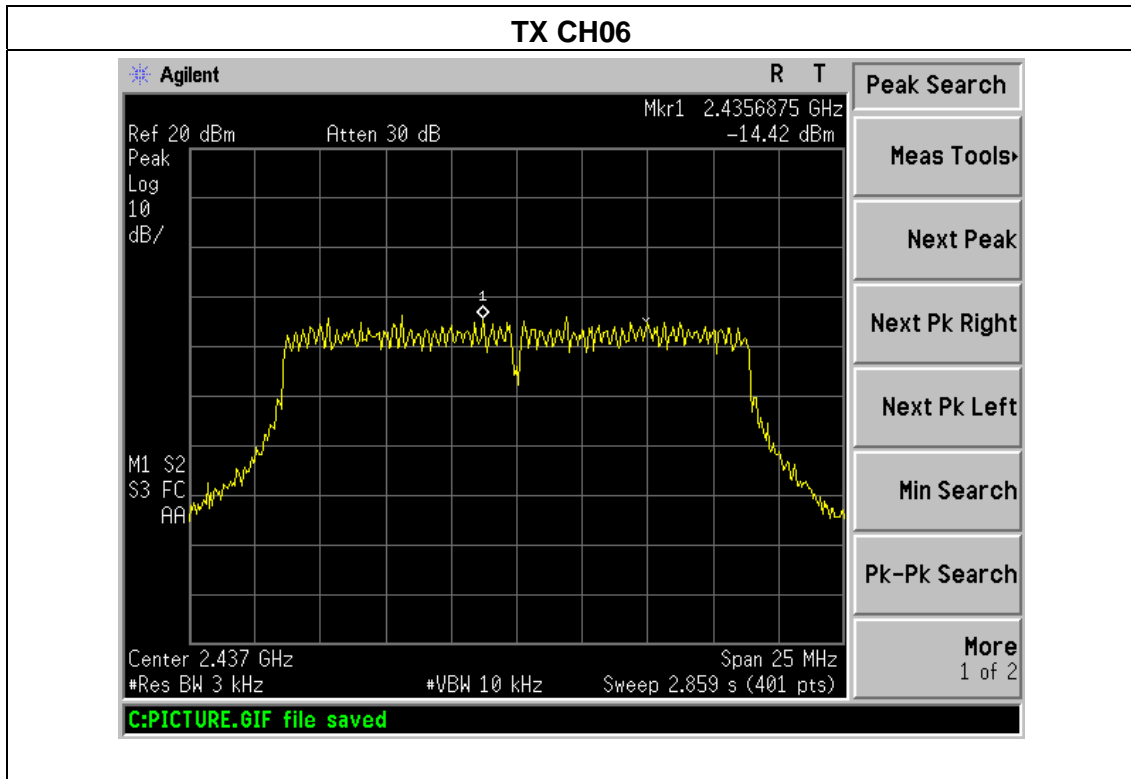 TX CH06
Agilent R T
Peak Search
Mkr1 2.4356875 GHz
Ref 20 dBm Atten 30 dB -14.42 dBm
Peak
Log
10
dB/
1
M1 S2
S3 FC
AA
Center 2.437 GHz Span 25 MHz
#Res BW 3 kHz #VBW 10 kHz Sweep 2.859 s (401 pts)
C:PICTURE.GIF file saved
Meas Tools
Next Peak
Next Pk Right
Next Pk Left
Min Search
Pk-Pk Search
More
1 of 2